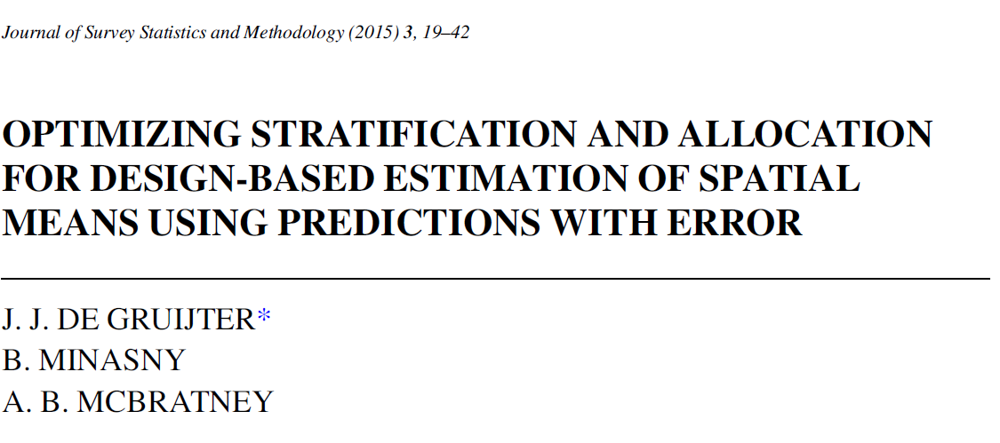 Journal of Survey Statistics and Methodology (2015) 3, 19–42
OPTIMIZING STRATIFICATION AND ALLOCATION
FOR DESIGN-BASED ESTIMATION OF SPATIAL
MEANS USING PREDICTIONS WITH ERROR
J. J. DE GRUIJTER*
B. MINASNY
A. B. MCBRATNEY